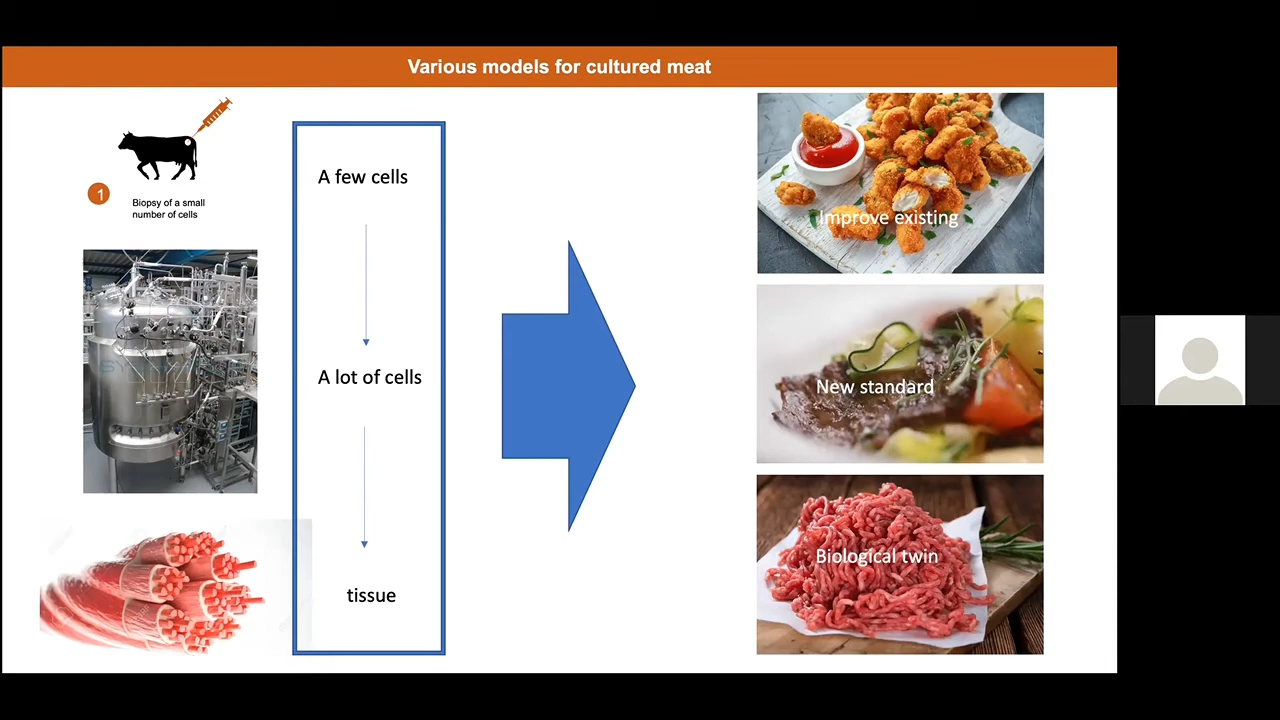 Various models for cultured meat
1
Biopsy of a small
number of cells
A few cells
A lot of cells
tissue
Improve existing
New standard
Biological twin